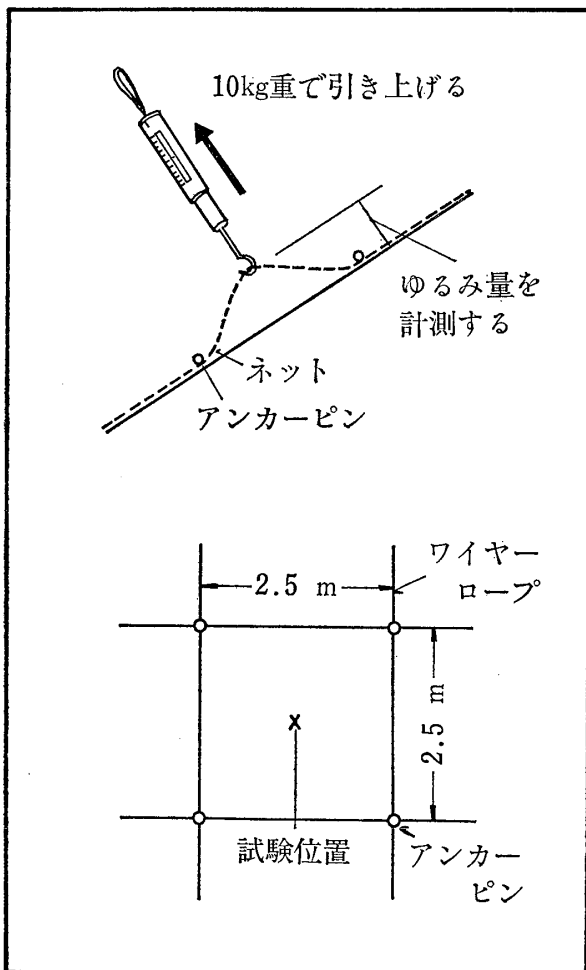 10kg重で引き上げる
ゆるみ量を
計測する
ネット
アンカーピン
ワイヤー
ロープ
2.5 m
2.5 m
試験位置
アンカー
ピン